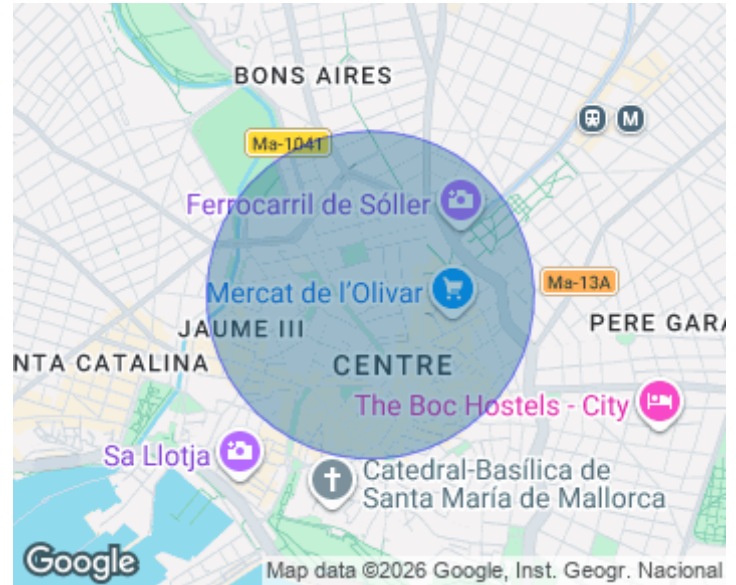 BONS AIRES
Ma-1041
M
Ferrocarril de Sóller
Mercat de l'Olivar
Ma-13A
JAUME III
PERE GARA
NTA CATALINA
CENTRE
The Boc Hostels - City
Sa Llotja
Catedral-Basílica de
Santa María de Mallorca
Google
Map data ©2026 Google, Inst. Geogr. Nacional